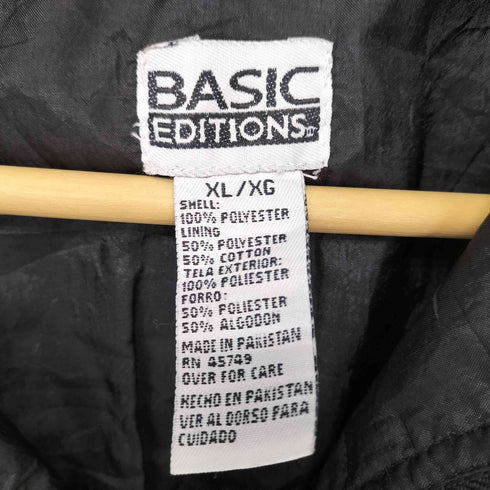 BASIC
EDITIONS
XL/XG
SHELL:
100% POLYESTER
LINING
50% POLYESTER
50% COTTON
TELA EXTERIOR:
100% POLIESTER
FORRO:
50% POLIESTER
50% ALGODON
MADE IN PAKISTAN
RN 45749
OVER FOR CARE
HECHO EN PAKISTAN
VER AL DORSO PARA
CUIDADO